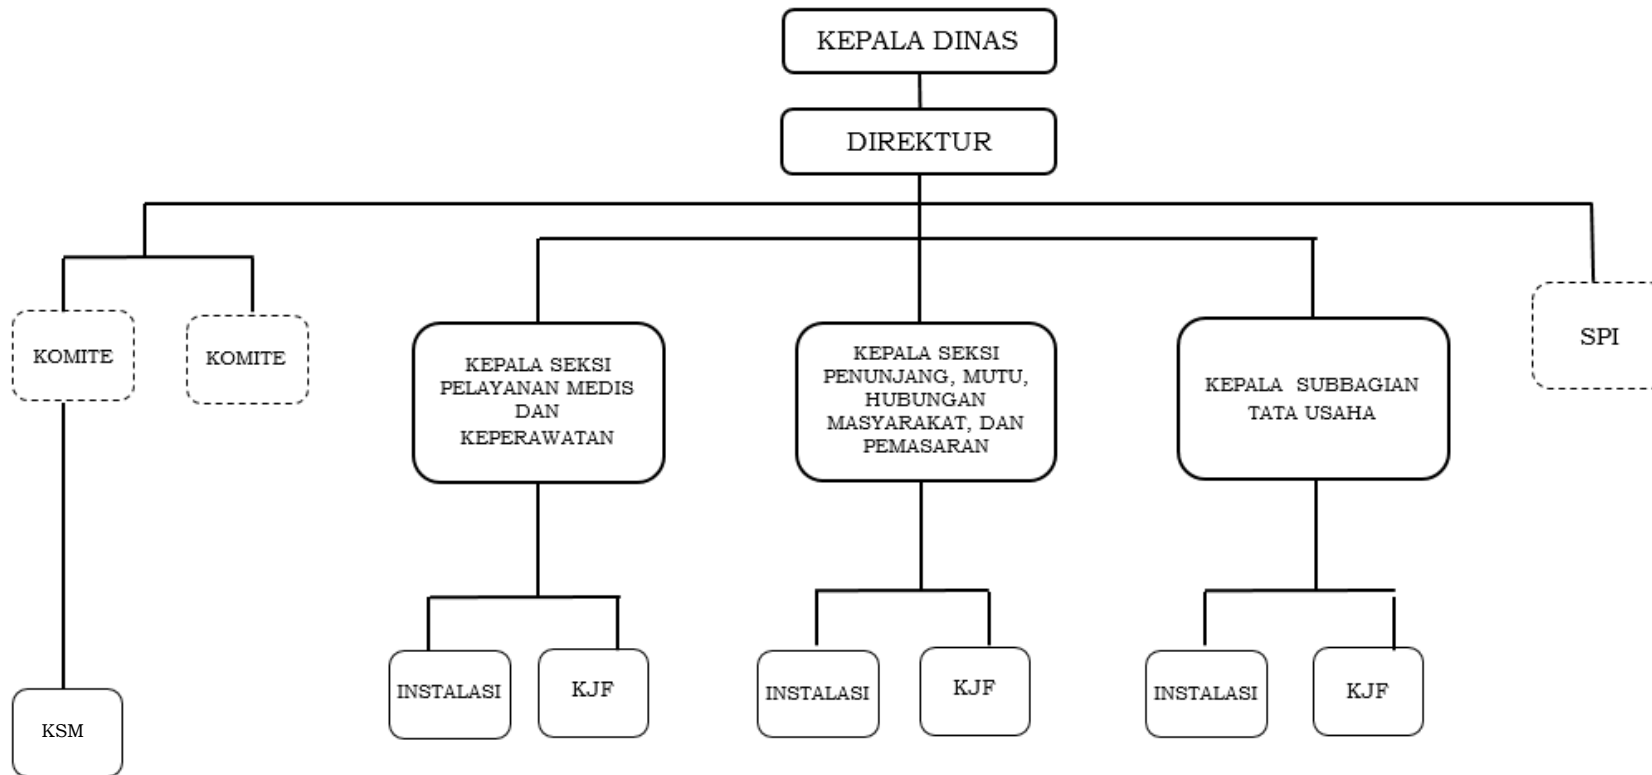 KEPALA DINAS
DIREKTUR
KOMITE
KOMITE
KEPALA SEKSI
PELAYANAN MEDIS
DAN
KEPERAWATAN
KEPALA SEKSI
PENUNJANG, MUTU,
HUBUNGAN
MASYARAKAT, DAN
PEMASARAN
KEPALA SUBBAGIAN
TATA USAHA
SPI
KSM
INSTALASI
KJF
INSTALASI
KJF
INSTALASI
KJF